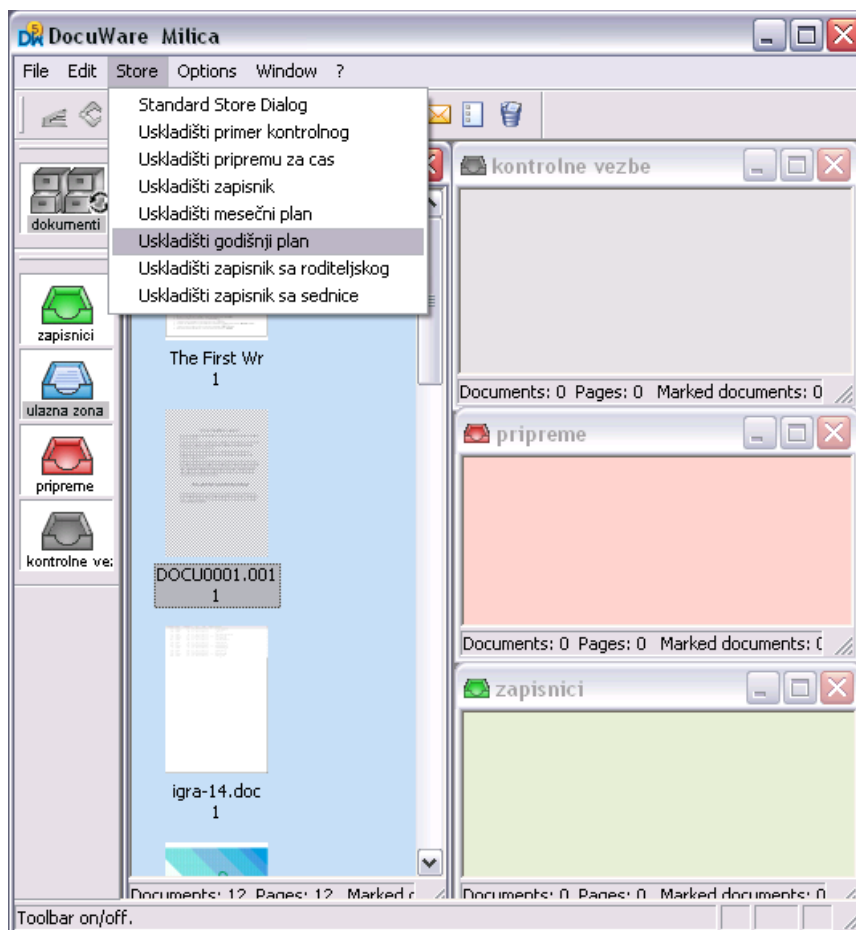 DocuWare Milica
File Edit Store Options Window ?
Standard Store Dialog
Uskladišti primer kontrolnog
Uskladišti pripremu za cas
Uskladišti zapisnik
Uskladišti mesečni plan
Uskladišti godišnji plan
Uskladišti zapisnik sa roditeljskog
Uskladišti zapisnik sa sednice
dokumenti
zapisnici
ulazna zona
pripreme
kontrolne ve
The First Wr
1
DOCU0001.001
1
igra-14.doc
1
Documents: 12 Pages: 12 Marked
kontrolne vezbe
Documents: 0 Pages: 0 Marked documents: 0
pripreme
Documents: 0 Pages: 0 Marked documents:
zapisnici
Documents: 0 Pages: 0 Marked documents: 0
Toolbar on/off.